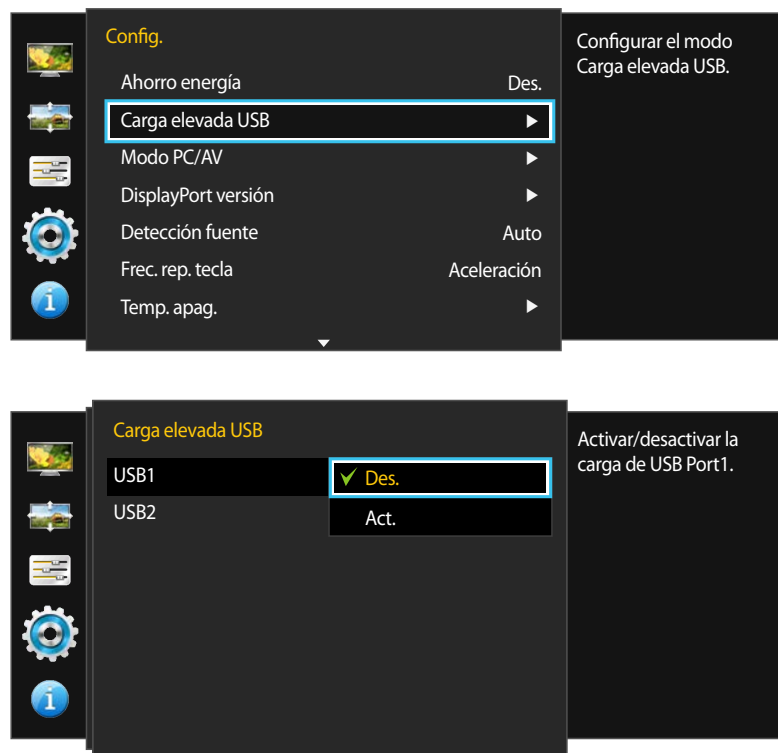 Config.
Ahorro energía Des.
Carga elevada USB
Modo PC/AV
DisplayPort versión
Detección fuente Auto
Frec. rep. tecla Aceleración
Temp. apag.
Configurar el modo
Carga elevada USB.
Carga elevada USB
USB1 Des.
USB2 Act.
Activar/desactivar la
carga de USB Port1.